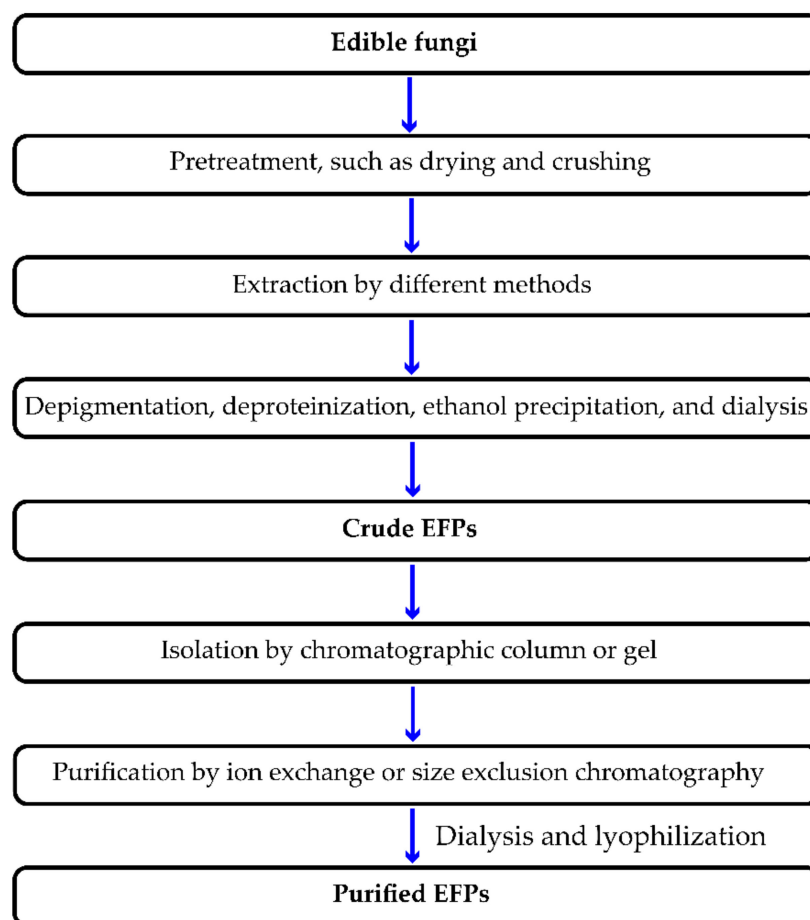 Edible fungi
Pretreatment, such as drying and crushing
Extraction by different methods
Depigmentation, deproteinization, ethanol precipitation, and dialysis
Crude EFPs
Isolation by chromatographic column or gel
Purification by ion exchange or size exclusion chromatography
Dialysis and lyophilization
Purified EFPs